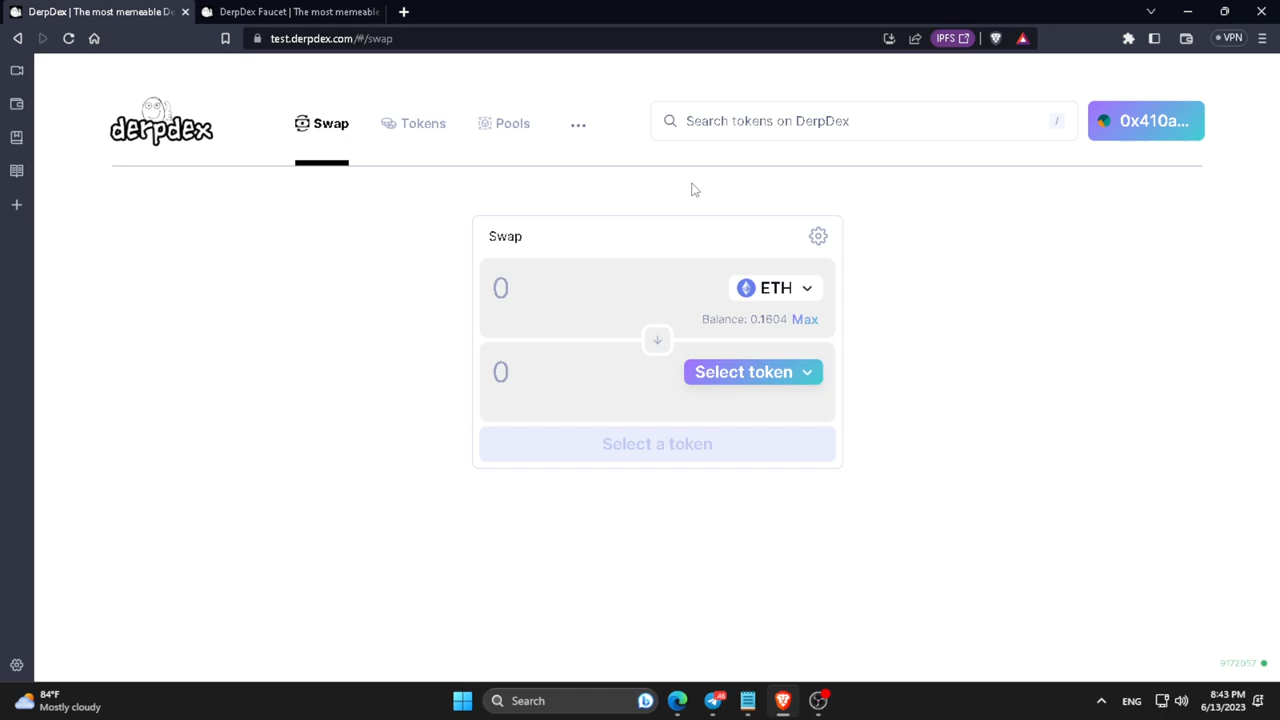 DerpDex | The most memeable De
DerpDex Faucet | The most memeable
test.derpdex.com/#/swap
IPFS
VPN
derpdex
Swap
Tokens
Pools
Search tokens on DerpDex
/
0x410a...
Swap
0
ETH
Balance: 0.1604 Max
0
Select token
Select a token
9172057
84°F
Mostly cloudy
Search
46
ENG
8:43 PM
6/13/2023